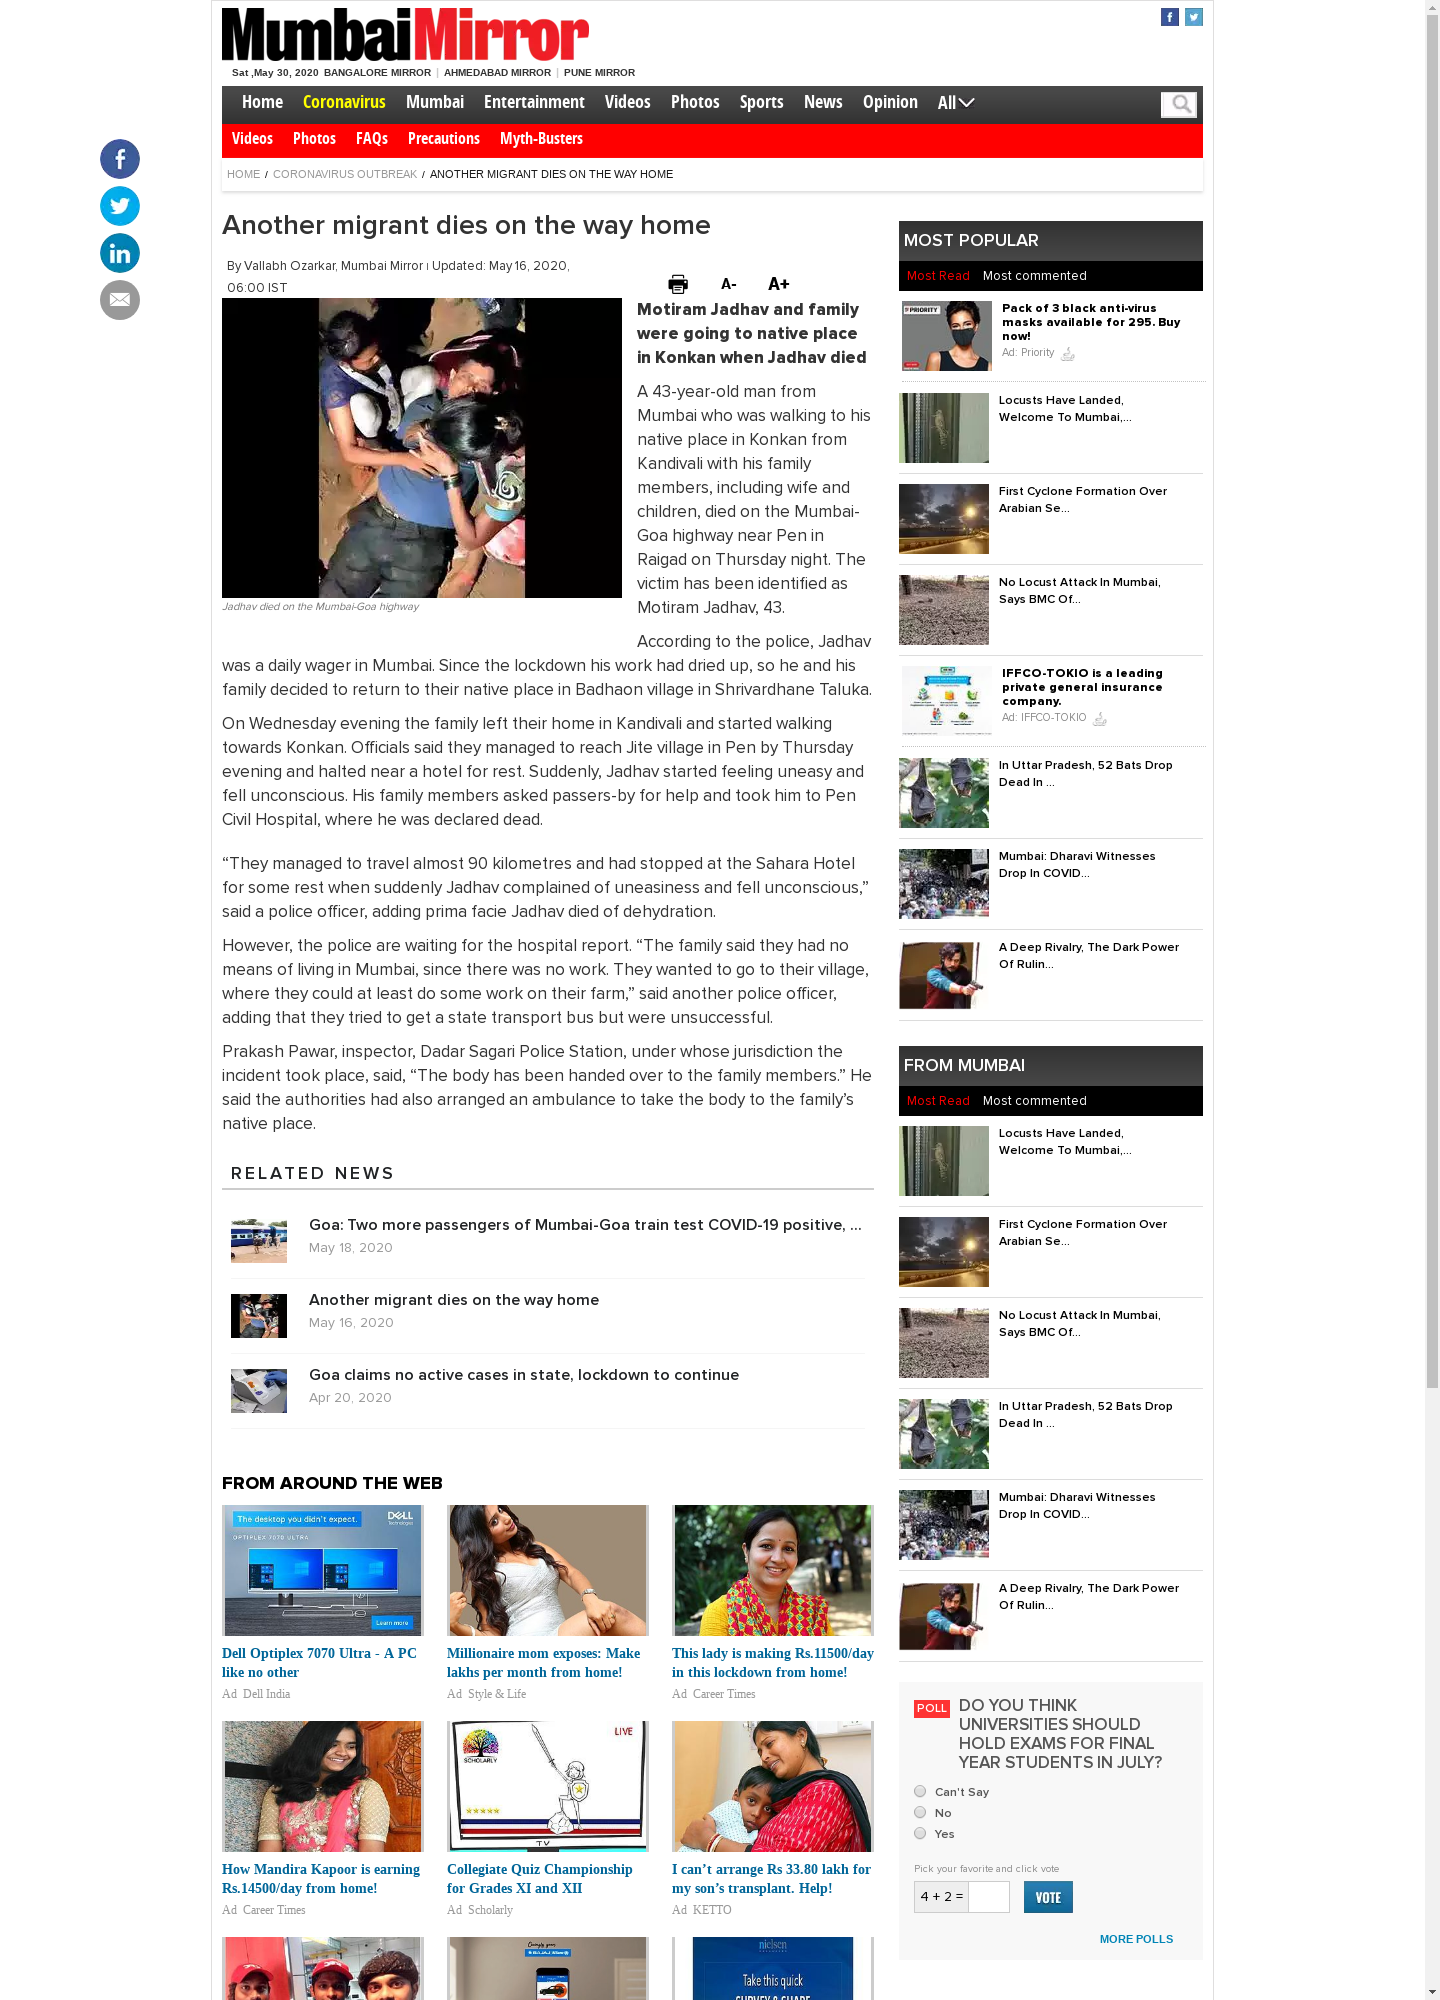 MumbaiMirror
Sat ,May 30, 2020 BANGALORE MIRROR | AHMEDABAD MIRROR | PUNE MIRROR
Home Coronavirus Mumbai Entertainment Videos Photos Sports News Opinion All
Videos Photos FAQs Precautions Myth-Busters
HOME / CORONAVIRUS OUTBREAK / ANOTHER MIGRANT DIES ON THE WAY HOME
Another migrant dies on the way home
By Vallabh Ozarkar, Mumbai Mirror | Updated: May 16, 2020,
06:00 IST
A- A+
Motiram Jadhav and family
were going to native place
in Konkan when Jadhav died
A 43-year-old man from
Mumbai who was walking to his
native place in Konkan from
Kandivali with his family
members, including wife and
children, died on the Mumbai-
Goa highway near Pen in
Raigad on Thursday night. The
victim has been identified as
Motiram Jadhav, 43.
Jadhav died on the Mumbai-Goa highway
According to the police, Jadhav
was a daily wager in Mumbai. Since the lockdown his work had dried up, so he and his
family decided to return to their native place in Badhaon village in Shrivardhane Taluka.
On Wednesday evening the family left their home in Kandivali and started walking
towards Konkan. Officials said they managed to reach Jite village in Pen by Thursday
evening and halted near a hotel for rest. Suddenly, Jadhav started feeling uneasy and
fell unconscious. His family members asked passers-by for help and took him to Pen
Civil Hospital, where he was declared dead.
“They managed to travel almost 90 kilometres and had stopped at the Sahara Hotel
for some rest when suddenly Jadhav complained of uneasiness and fell unconscious,”
said a police officer, adding prima facie Jadhav died of dehydration.
However, the police are waiting for the hospital report. “The family said they had no
means of living in Mumbai, since there was no work. They wanted to go to their village,
where they could at least do some work on their farm,” said another police officer,
adding that they tried to get a state transport bus but were unsuccessful.
Prakash Pawar, inspector, Dadar Sagari Police Station, under whose jurisdiction the
incident took place, said, “The body has been handed over to the family members.” He
said the authorities had also arranged an ambulance to take the body to the family’s
native place.
RELATED NEWS
Goa: Two more passengers of Mumbai-Goa train test COVID-19 positive, ...
May 18, 2020
Another migrant dies on the way home
May 16, 2020
Goa claims no active cases in state, lockdown to continue
Apr 20, 2020
FROM AROUND THE WEB
The desktop you didn't expect.
DELL
Technologies
OPTIPLEX 7070 ULTRA
Learn more
Dell Optiplex 7070 Ultra - A PC
like no other
Ad Dell India
Millionaire mom exposes: Make
lakhs per month from home!
Ad Style & Life
This lady is making Rs.11500/day
in this lockdown from home!
Ad Career Times
How Mandira Kapoor is earning
Rs.14500/day from home!
Ad Career Times
SCHOLARLY
LIVE
TV
Collegiate Quiz Championship
for Grades XI and XII
Ad Scholarly
I can’t arrange Rs 33.80 lakh for
my son’s transplant. Help!
Ad KETTO
nielsen
Take this quick
SURVEY & SHARE
MOST POPULAR
Most Read Most commented
PRIORITY
Pack of 3 black anti-virus
masks available for 295. Buy
now!
Ad: Priority
Locusts Have Landed,
Welcome To Mumbai,...
First Cyclone Formation Over
Arabian Se...
No Locust Attack In Mumbai,
Says BMC Of...
IFFCO-TOKIO is a leading
private general insurance
company.
Ad: IFFCO-TOKIO
In Uttar Pradesh, 52 Bats Drop
Dead In ...
Mumbai: Dharavi Witnesses
Drop In COVID...
A Deep Rivalry, The Dark Power
Of Rulin...
FROM MUMBAI
Most Read Most commented
Locusts Have Landed,
Welcome To Mumbai,...
First Cyclone Formation Over
Arabian Se...
No Locust Attack In Mumbai,
Says BMC Of...
In Uttar Pradesh, 52 Bats Drop
Dead In ...
Mumbai: Dharavi Witnesses
Drop In COVID...
A Deep Rivalry, The Dark Power
Of Rulin...
POLL DO YOU THINK
UNIVERSITIES SHOULD
HOLD EXAMS FOR FINAL
YEAR STUDENTS IN JULY?
Can't Say
No
Yes
Pick your favorite and click vote
4 + 2 = VOTE
MORE POLLS